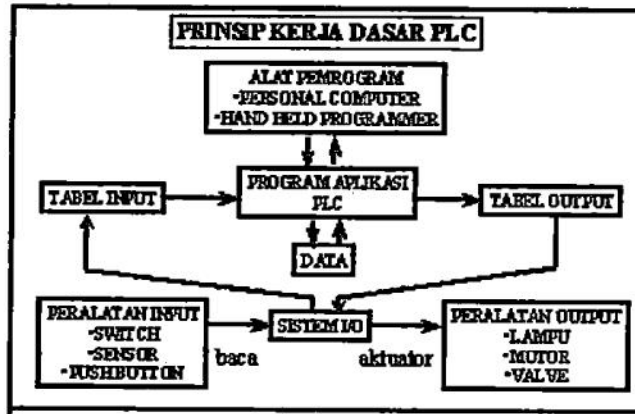 PRINSIP KERJA DASAR PLC
ALAT PEMROGRAM
-PERSONAL COMPUTER
-HAND HELD PROGRAMMER
TABEL INPUT
PROGRAM APLIKASI
PLC
TABEL OUTPUT
DATA
PERALATAN INPUT
-SWITCH
-SENSOR
-PUSHBUTTON
baca
SISTEM I/O
aktuator
PERALATAN OUTPUT
-LAMPU
-MOTOR
-VALVE